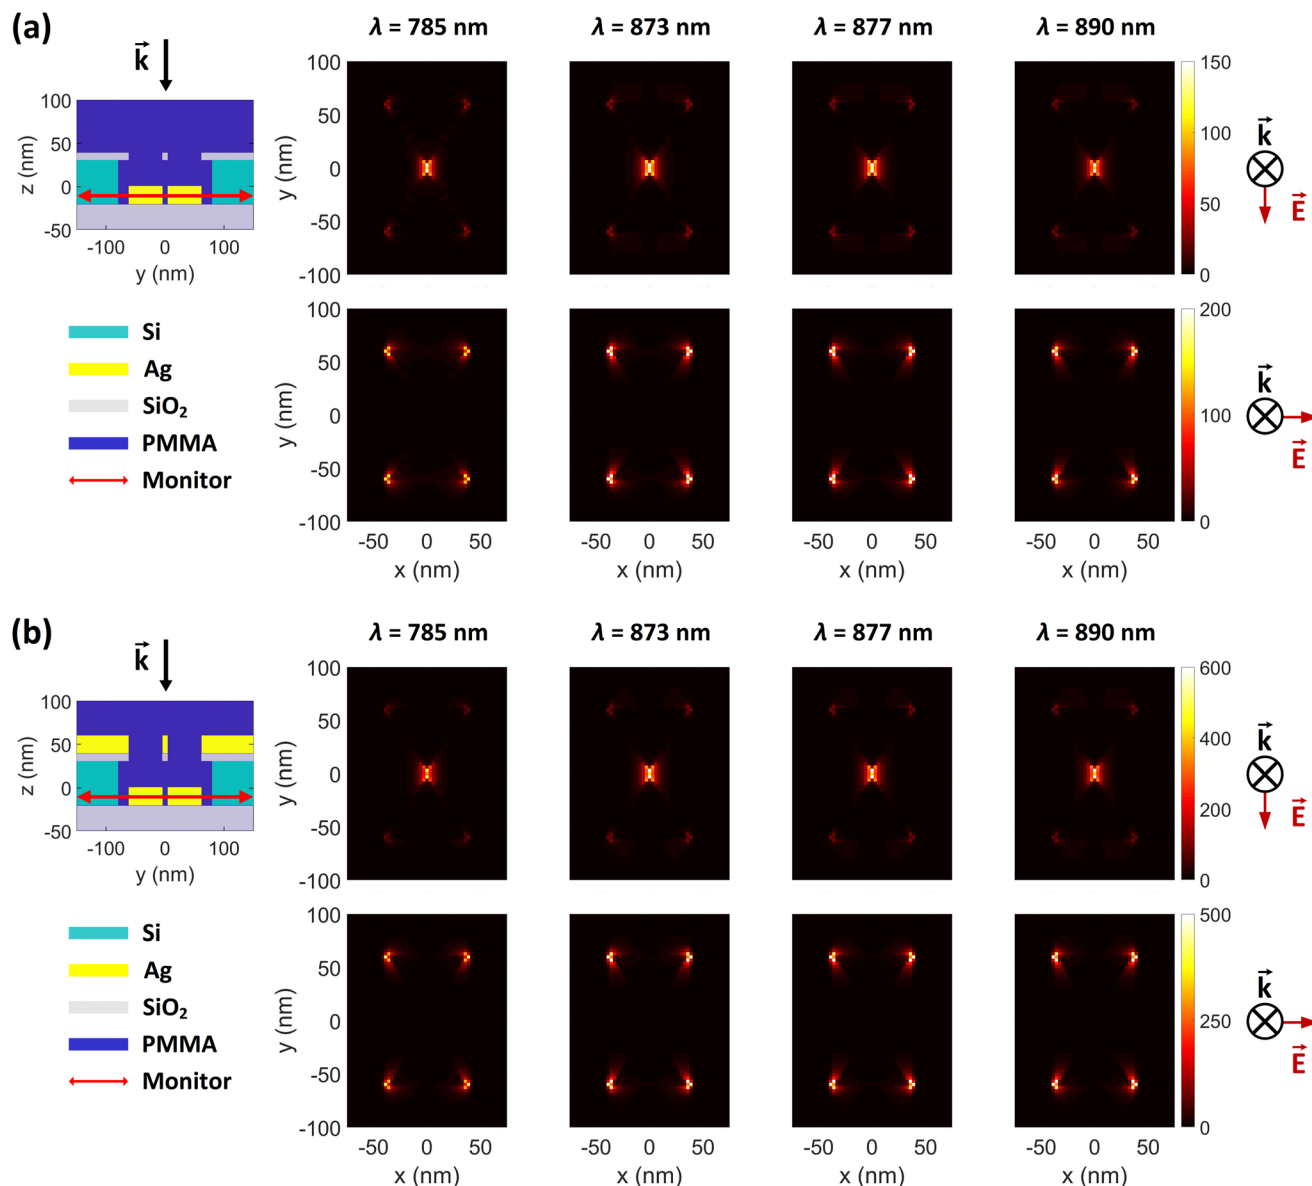 (a)
λ = 785 nm
λ = 873 nm
λ = 877 nm
λ = 890 nm
k⃗
100
50
0
-50
z (nm)
-100
0
100
y (nm)
100
50
0
-50
-100
y (nm)
150
100
50
0
k⃗
E⃗
Si
Ag
SiO₂
PMMA
Monitor
100
50
0
-50
-100
y (nm)
-50 0 50
x (nm)
-50 0 50
x (nm)
-50 0 50
x (nm)
-50 0 50
x (nm)
200
100
0
k⃗
E⃗
(b)
λ = 785 nm
λ = 873 nm
λ = 877 nm
λ = 890 nm
k⃗
100
50
0
-50
z (nm)
-100
0
100
y (nm)
100
50
0
-50
-100
y (nm)
600
400
200
0
k⃗
E⃗
Si
Ag
SiO₂
PMMA
Monitor
100
50
0
-50
-100
y (nm)
-50 0 50
x (nm)
-50 0 50
x (nm)
-50 0 50
x (nm)
-50 0 50
x (nm)
500
250
0
k⃗
E⃗